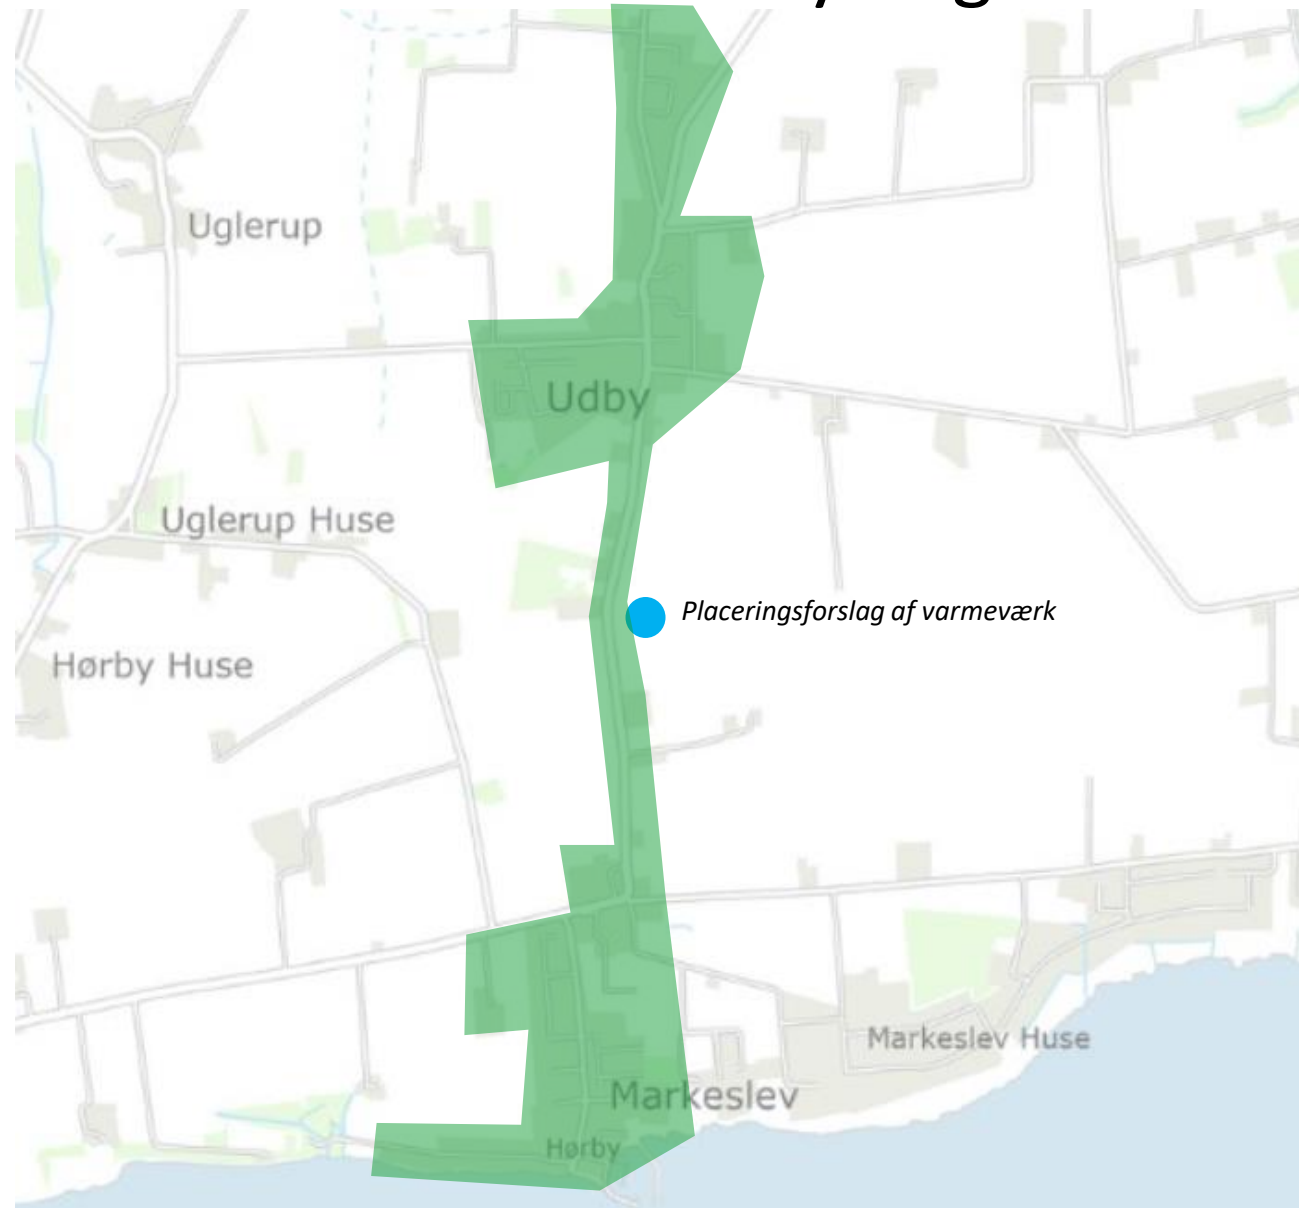 Uglerup
Udby
Uglerup Huse
Placeringsforslag af varmeværk
Hørby Huse
Markeslev Huse
Markeslev
Hørby